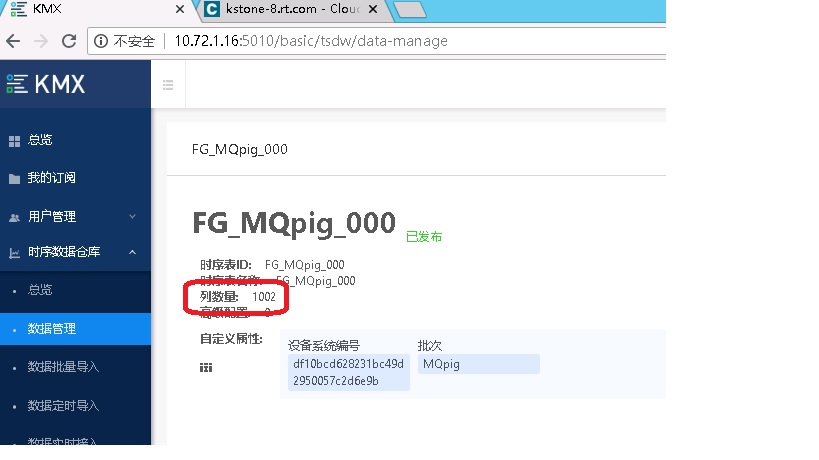 KMX
kstone-8.rt.com - Clou
不安全 10.72.1.16:5010/basic/tsdw/data-manage
KMX
总览
FG_MQpig_000
我的订阅
用户管理
FG_MQpig_000 已发布
时序数据仓库
时序表ID: FG_MQpig_000
时序表名称: FG_MQpig_000
总览
列数量: 1002
高级配置: 0
数据管理
自定义属性:
设备系统编号 批次
df10bcd628231bc49d MQpig
2950057c2d6e9b
数据批量导入
数据定时导入
数据实时接入